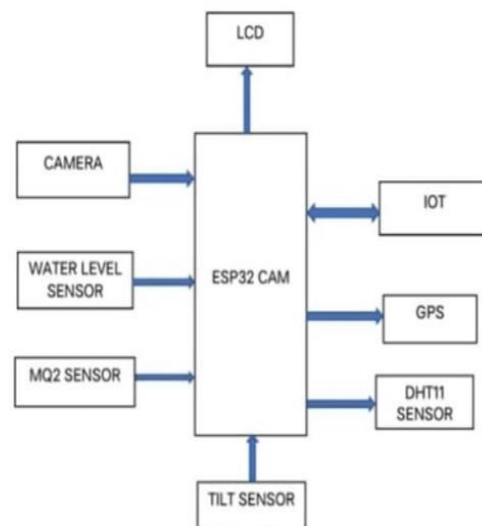 LCD
CAMERA
IOT
WATER LEVEL
SENSOR
ESP32 CAM
GPS
MQ2 SENSOR
DHT11
SENSOR
TILT SENSOR